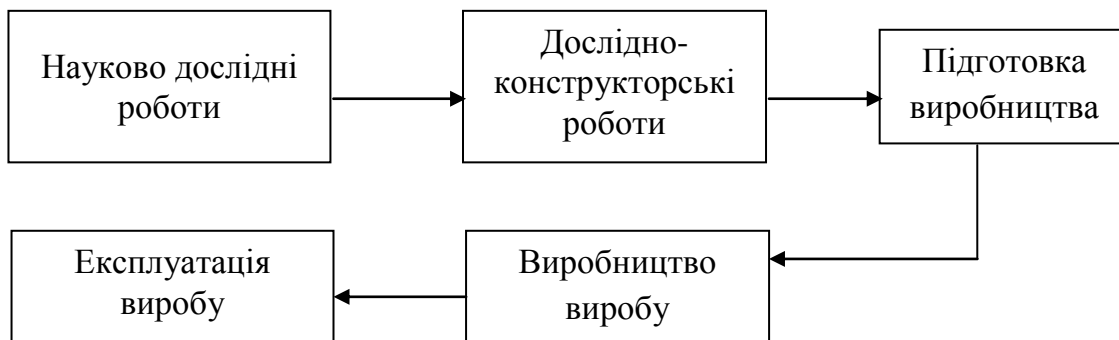 Науково дослідні
роботи
Дослідно-
конструкторські
роботи
Підготовка
виробництва
Експлуатація
виробу
Виробництво
виробу